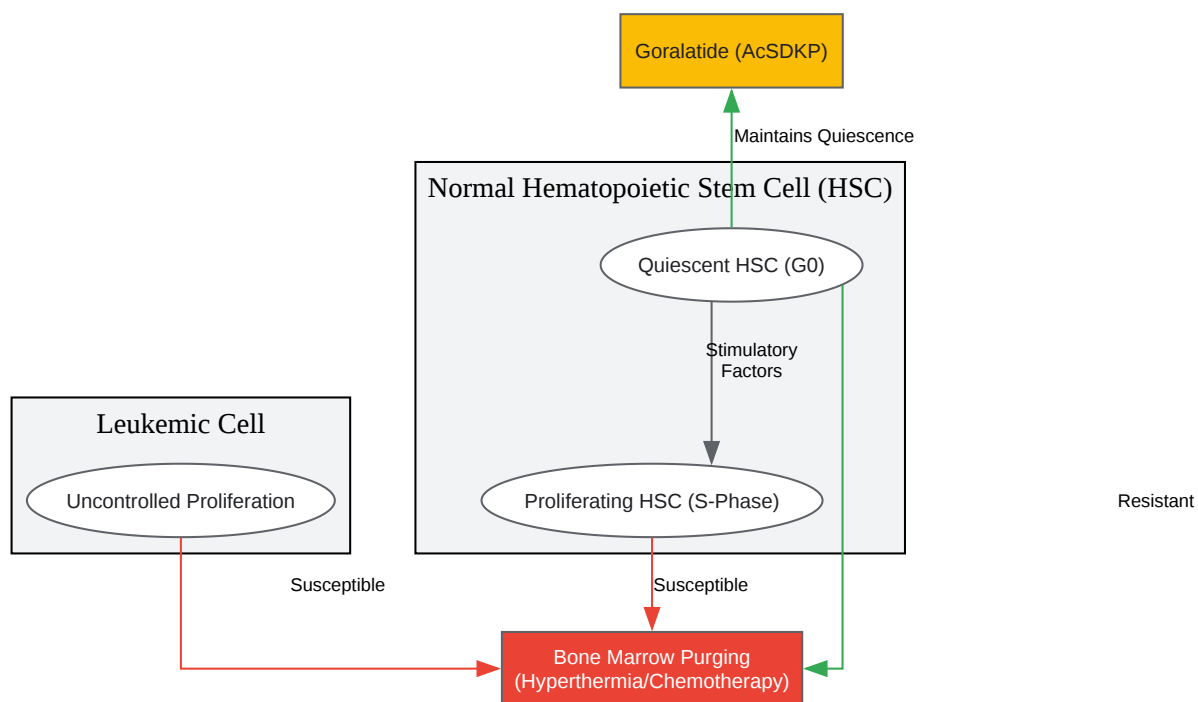 Goralatide (AcSDKP)
Maintains Quiescence
Normal Hematopoietic Stem Cell (HSC)
Quiescent HSC (G0)
Stimulatory
Factors
Leukemic Cell
Uncontrolled Proliferation
Proliferating HSC (S-Phase)
Resistant
Susceptible
Susceptible
Bone Marrow Purging
(Hyperthermia/Chemotherapy)